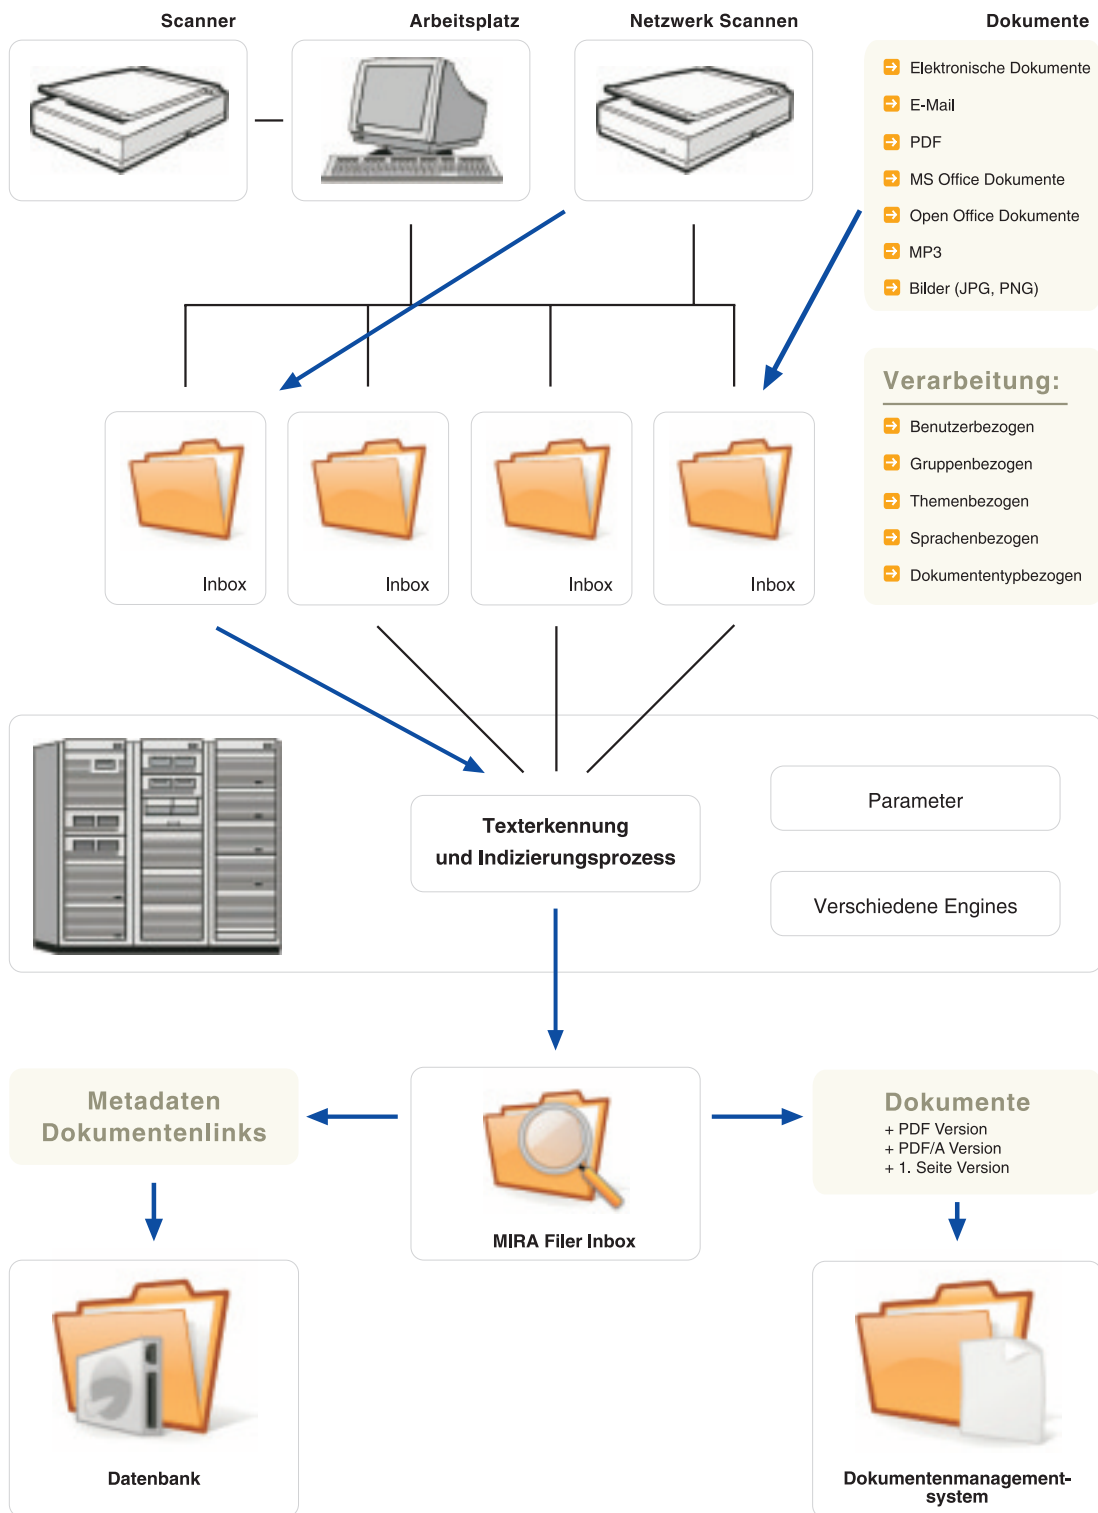 Scanner
Arbeitsplatz
Netzwerk Scannen
Dokumente
Elektronische Dokumente
E-Mail
PDF
MS Office Dokumente
Open Office Dokumente
MP3
Bilder (JPG, PNG)
Verarbeitung:
Benutzerbezogen
Gruppenbezogen
Themenbezogen
Sprachenbezogen
Dokumententypbezogen
Inbox
Inbox
Inbox
Inbox
Texterkennung
und Indizierungsprozess
Parameter
Verschiedene Engines
Metadaten
Dokumentenlinks
MIRA Filer Inbox
Dokumente
+ PDF Version
+ PDF/A Version
+ 1. Seite Version
Datenbank
Dokumentenmanagement-
system